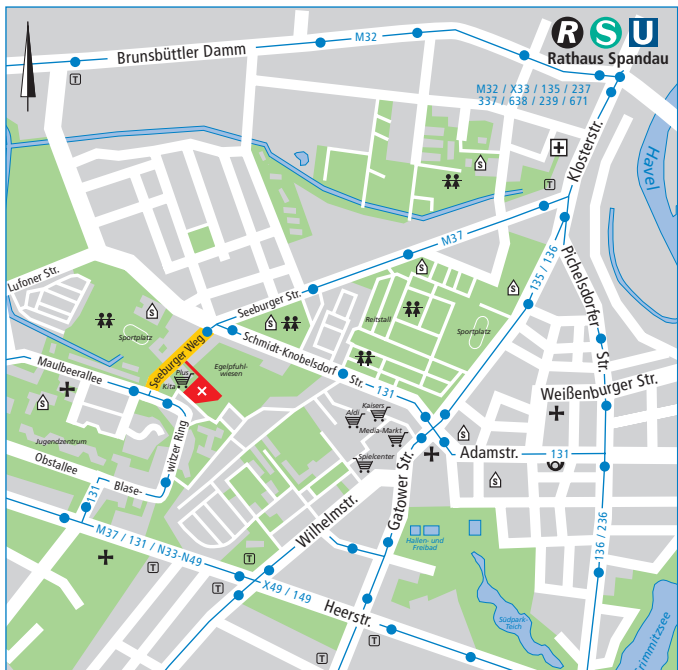 R S U
Rathaus Spandau
M32
Brunsbüttler Damm
T
M32 / X33 / 135 / 237
337 / 638 / 239 / 671
Klosterstr.
Havel
S
T
M37
135 / 136
Pichelsdorfer
Str.
Lufoner Str.
S
Seeburger Str.
S
S
S
Reitstall
Sportplatz
Sportplatz
Seeburger Weg
Schmidt-Knobelsdorf
Str.
131
Egelpfuhl-
wiesen
Maulbeerallee
Plus
Kita
Weißenburger Str.
Kaisers
Aldi
Media-Markt
Spielcenter
S
S
Adamstr.
131
S
Jugendzentrum
Obstallee
Blase-
witzer Ring
131
Gatower Str.
Wilhelmstr.
M37 / 131 / N33-N49
X49 / 149
Heerstr.
Hallen- und
Freibad
136 / 236
Südpark-
Teich
rimmitzsee
T
T
T
T
T